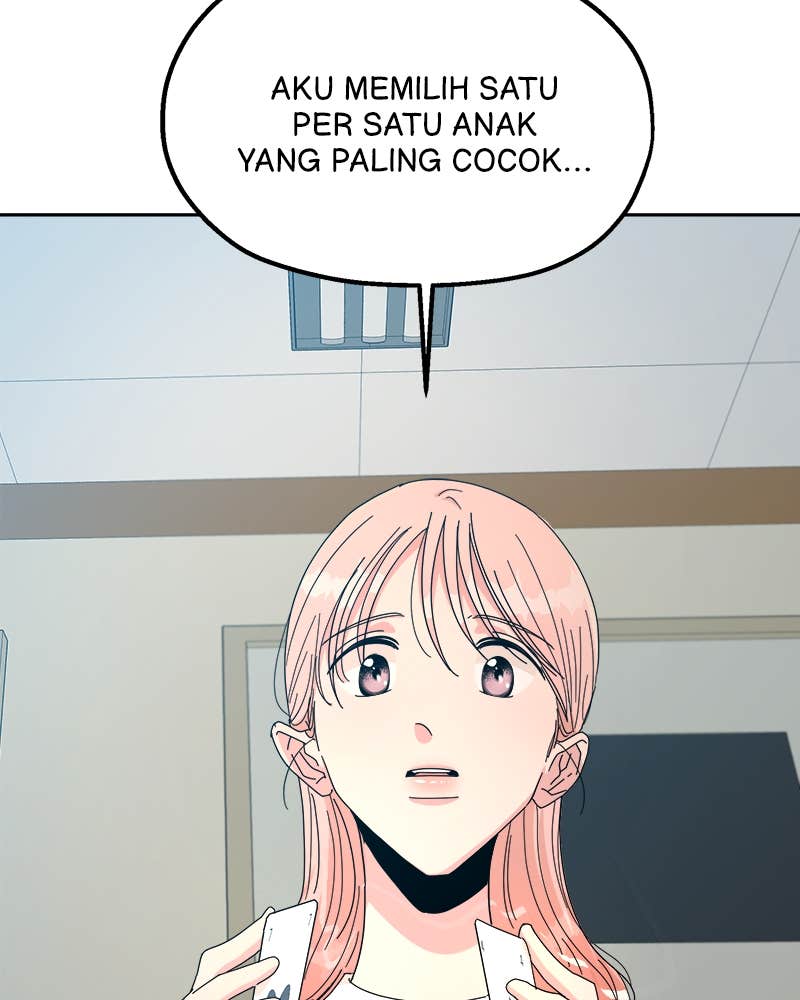 AKU MEMILIH SATU
PER SATU ANAK
YANG PALING COCOK...